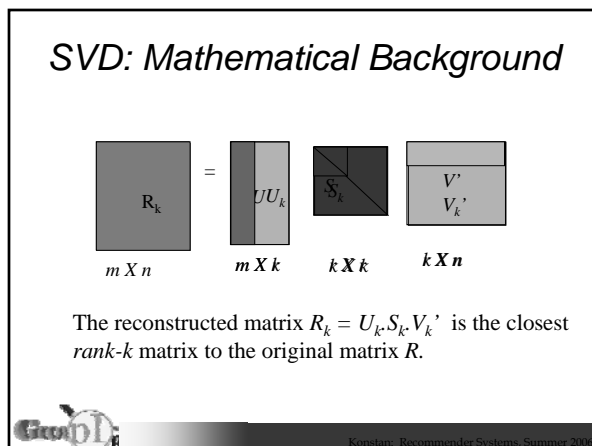 SVD: Mathematical Background
R_k
=
U U_k
S S_k
V'
V_k'
m X n
m X k
k X k
k X n
The reconstructed matrix R_k = U_k.S_k.V_k' is the closest
rank-k matrix to the original matrix R.
Konstan: Recommender Systems, Summer 2006